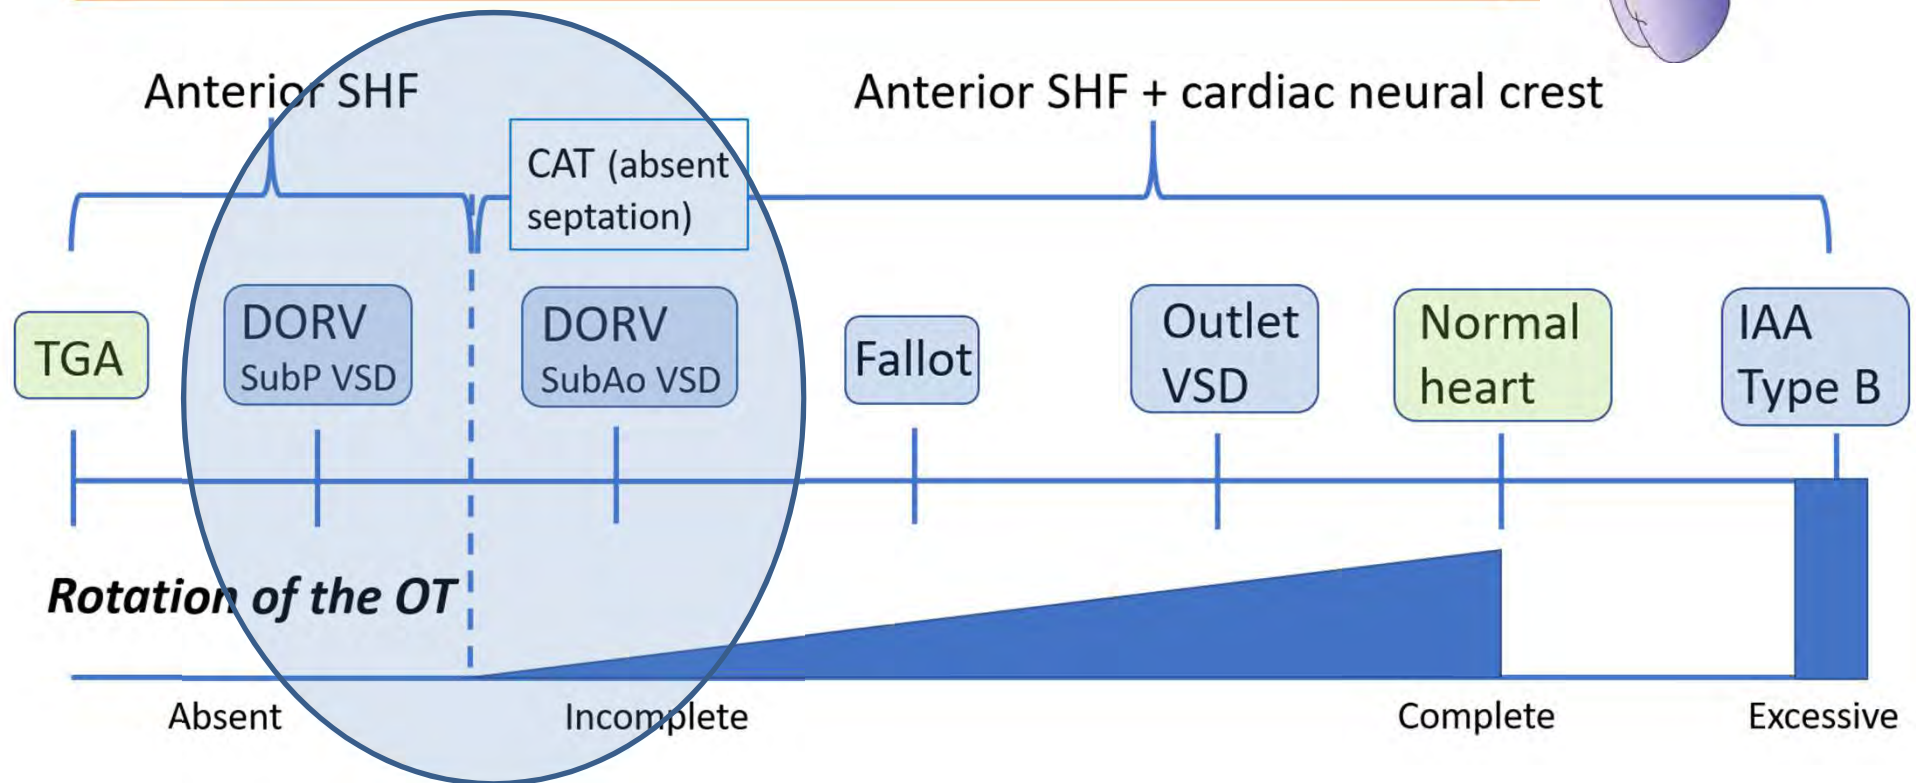 Anterior SHF
Anterior SHF + cardiac neural crest
CAT (absent
septation)
TGA
DORV
SubP VSD
DORV
SubAo VSD
Fallot
Outlet
VSD
Normal
heart
IAA
Type B
Rotation of the OT
Absent
Incomplete
Complete
Excessive